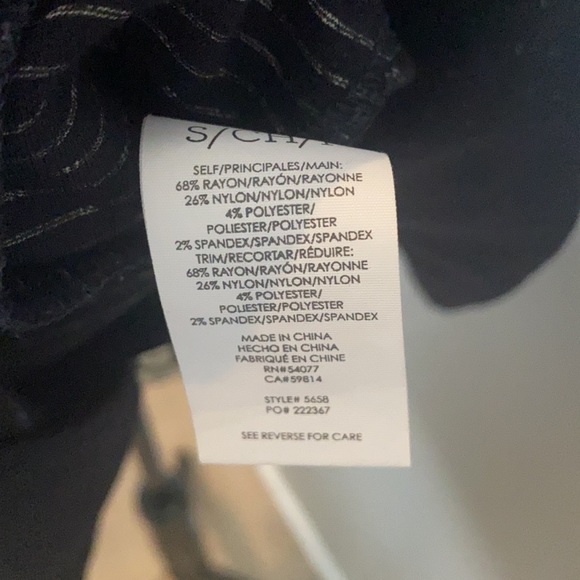 S/CH/P
SELF/PRINCIPALES/MAIN:
68% RAYON/RAYÓN/RAYONNE
26% NYLON/NYLON/NYLON
4% POLYESTER/
POLIESTER/POLYESTER
2% SPANDEX/SPANDEX/SPANDEX
TRIM/RECORTAR/RÉDUIRE:
68% RAYON/RAYÓN/RAYONNE
26% NYLON/NYLON/NYLON
4% POLYESTER/
POLIESTER/POLYESTER
2% SPANDEX/SPANDEX/SPANDEX
MADE IN CHINA
HECHO EN CHINA
FABRIQUÉ EN CHINE
RN#54077
CA#59814
STYLE# 5658
PO# 222367
SEE REVERSE FOR CARE